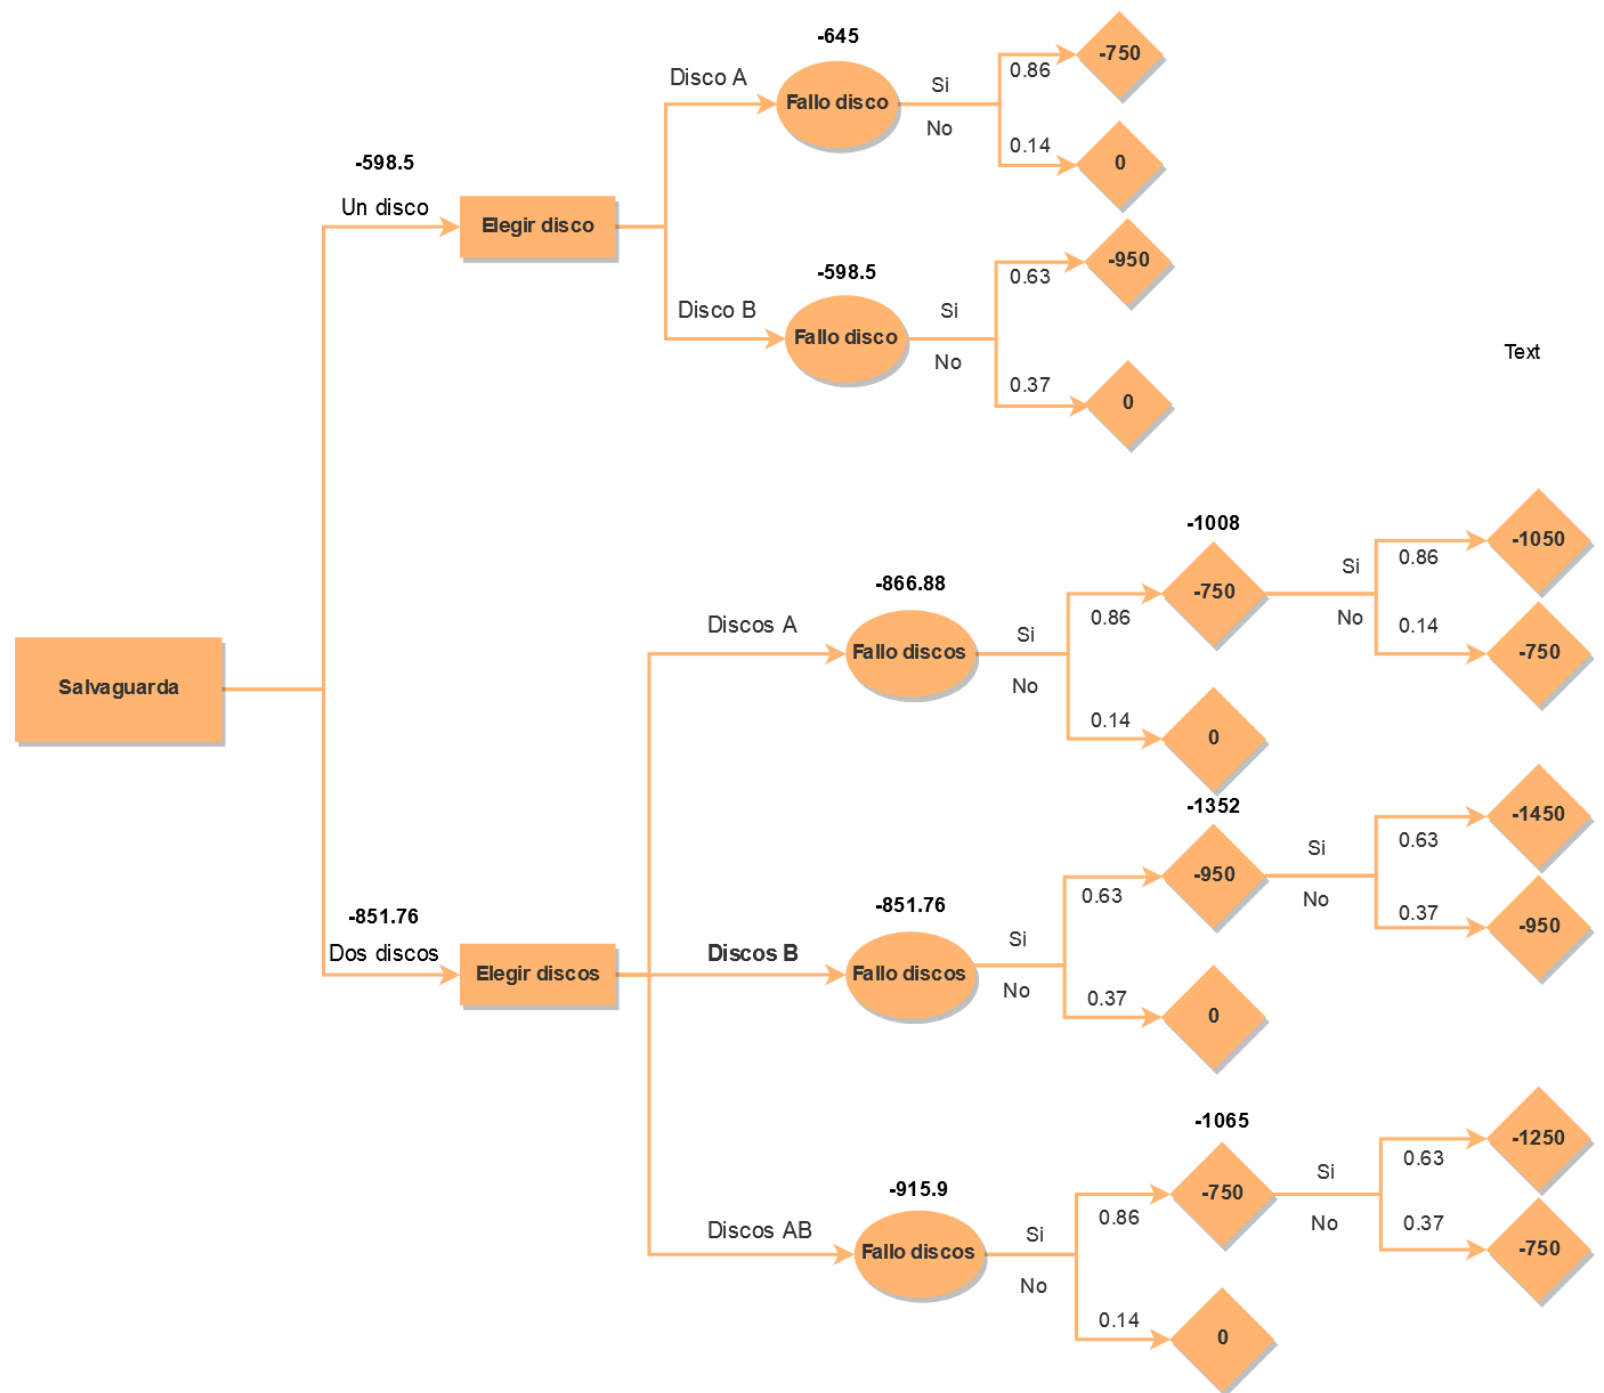 -645
Disco A
Fallo disco
Si
No
0.86
-750
0.14
0
-598.5
Un disco
Elegir disco
-598.5
Disco B
Fallo disco
Si
No
0.63
-950
0.37
0
Text
Salvaguarda
-866.88
Discos A
Fallo discos
Si
No
0.86
-1008
-750
Si
No
0.86
-1050
0.14
-750
0.14
0
-851.76
Dos discos
Elegir discos
-851.76
Discos B
Fallo discos
Si
No
0.63
-1352
-950
Si
No
0.63
-1450
0.37
-950
0.37
0
-915.9
Discos AB
Fallo discos
Si
No
0.86
-1065
-750
Si
No
0.63
-1250
0.37
-750
0.14
0